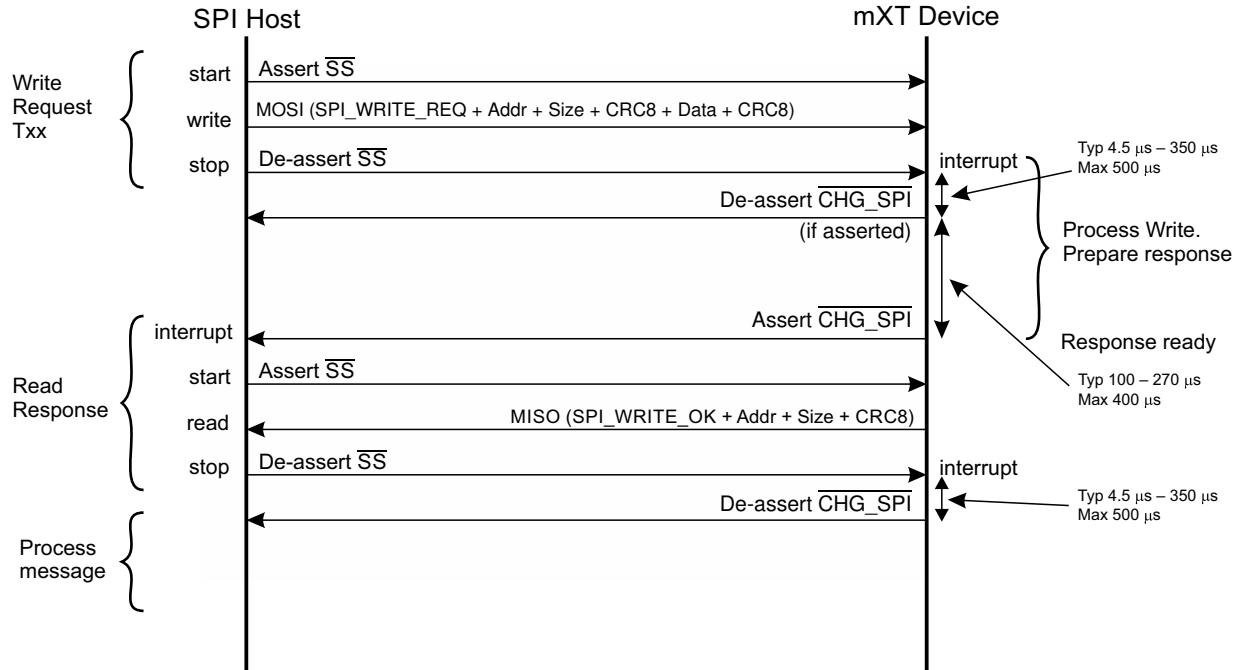 SPI Host
mXT Device
Write
Request
Txx
start
Assert SS
write
MOSI (SPI_WRITE_REQ + Addr + Size + CRC8 + Data + CRC8)
stop
De-assert SS
interrupt
Typ 4.5 μs – 350 μs
Max 500 μs
De-assert CHG_SPI
(if asserted)
Process Write.
Prepare response
interrupt
Assert CHG_SPI
Response ready
Typ 100 – 270 μs
Max 400 μs
Read
Response
start
Assert SS
read
MISO (SPI_WRITE_OK + Addr + Size + CRC8)
stop
De-assert SS
interrupt
Typ 4.5 μs – 350 μs
Max 500 μs
De-assert CHG_SPI
Process
message